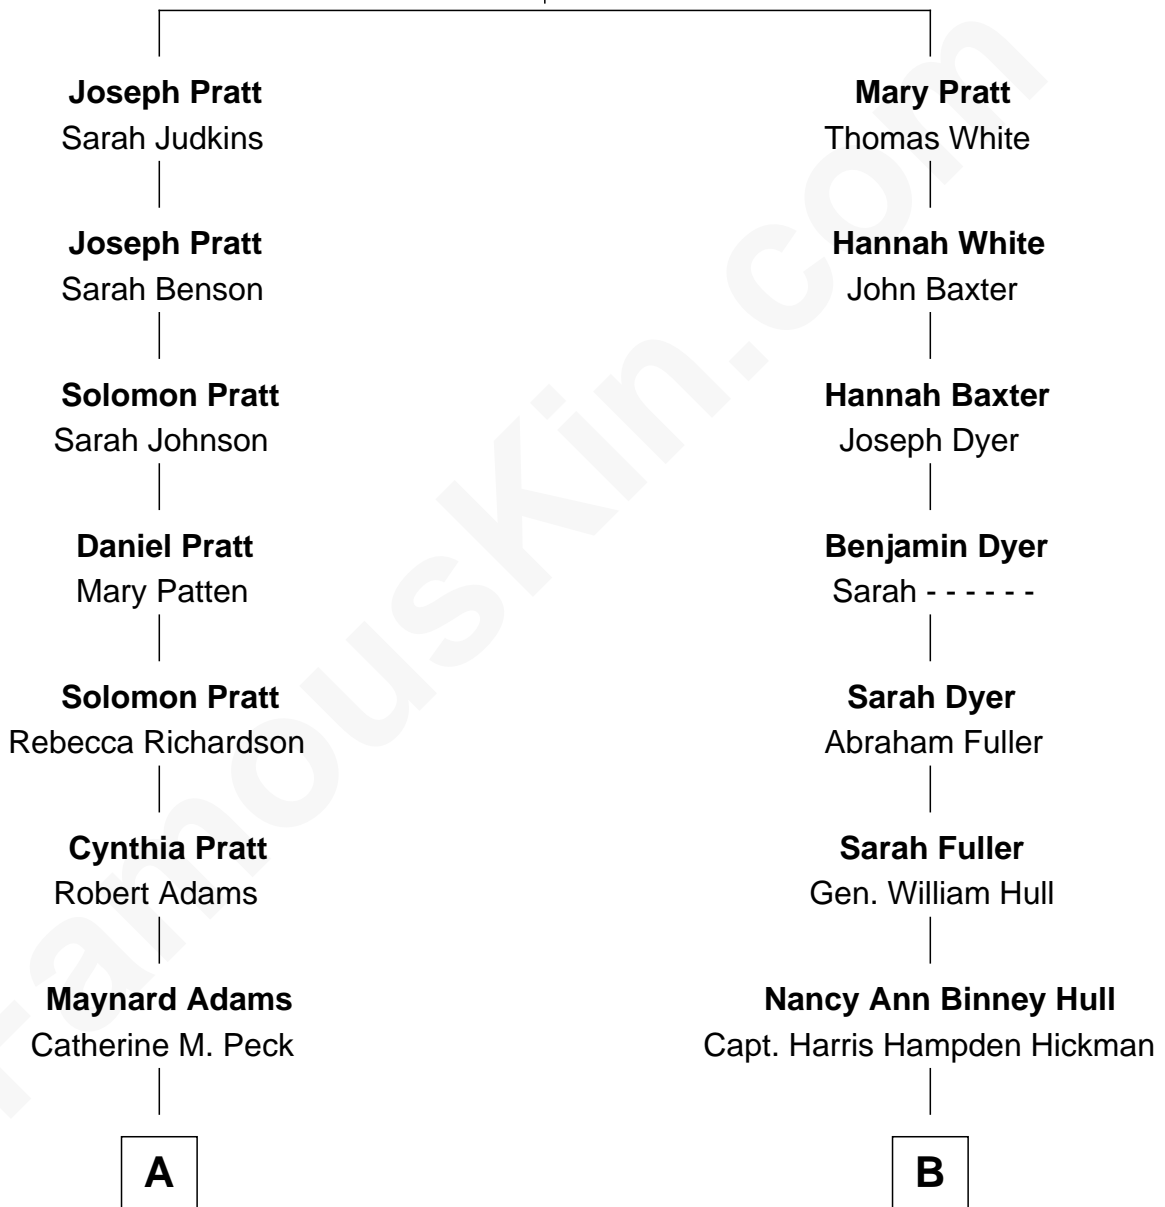 Joseph Pratt
Sarah Judkins
Mary Pratt
Thomas White
Joseph Pratt
Sarah Benson
Hannah White
John Baxter
Solomon Pratt
Sarah Johnson
Hannah Baxter
Joseph Dyer
Daniel Pratt
Mary Patten
Benjamin Dyer
Sarah - - - - - -
Solomon Pratt
Rebecca Richardson
Sarah Dyer
Abraham Fuller
Cynthia Pratt
Robert Adams
Sarah Fuller
Gen. William Hull
Maynard Adams
Catherine M. Peck
Nancy Ann Binney Hull
Capt. Harris Hampden Hickman
A
B
FamousKin.com